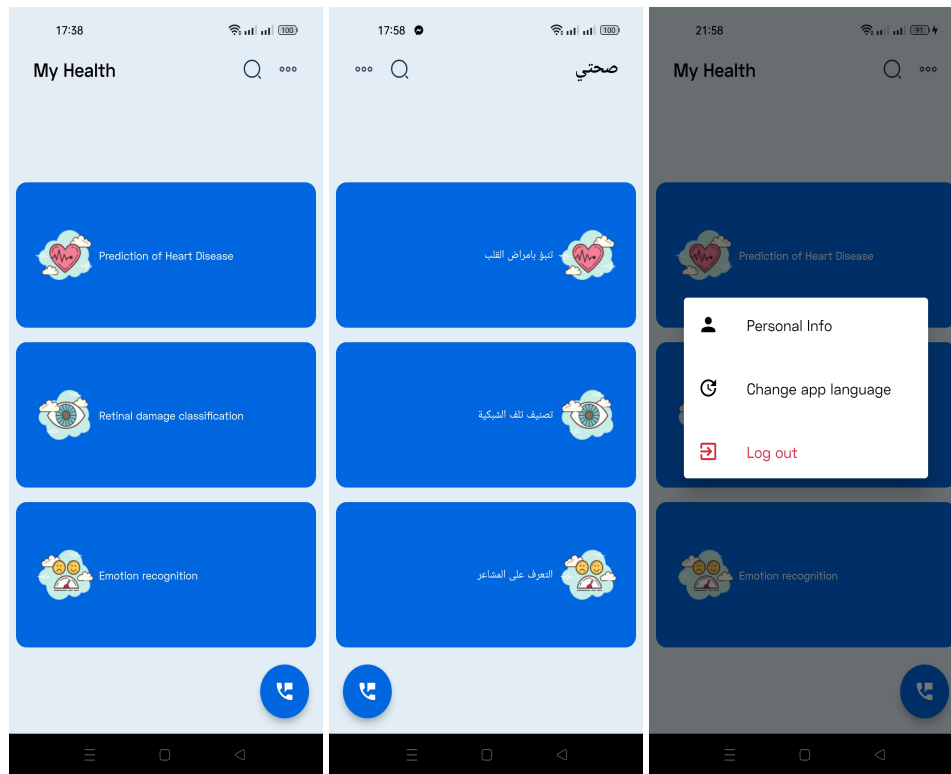 17:38
100
My Health
Prediction of Heart Disease
Retinal damage classification
Emotion recognition
17:58
100
صحتي
تنبؤ بامراض القلب
تصنيف تلف الشبكية
التعرف على المشاعر
21:58
91
My Health
Prediction of Heart Disease
Personal Info
Change app language
Log out
Emotion recognition